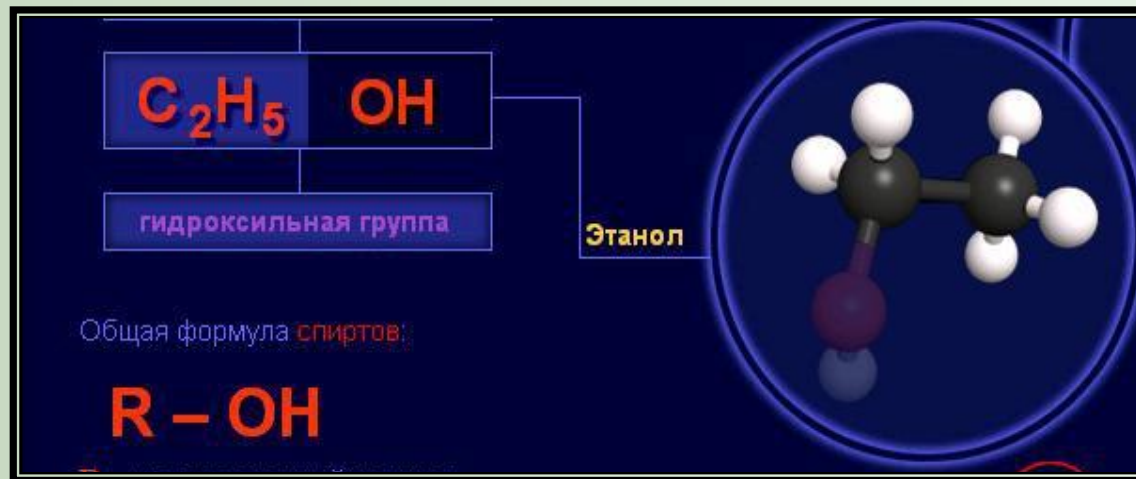 C₂H₅ OH
гидроксильная группа
Этанол
Общая формула спиртов:
R – OH